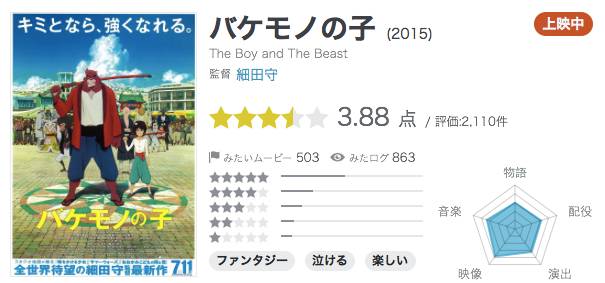 キミとなら、強くなれる。
バケモノの子
全世界待望の細田守監督最新作 7.11
バケモノの子 (2015)
上映中
The Boy and The Beast
監督 細田守
3.88 点 / 評価:2,110件
みたいムービー 503 みたログ 863
物語
配役
演出
映像
音楽
ファンタジー 泣ける 楽しい